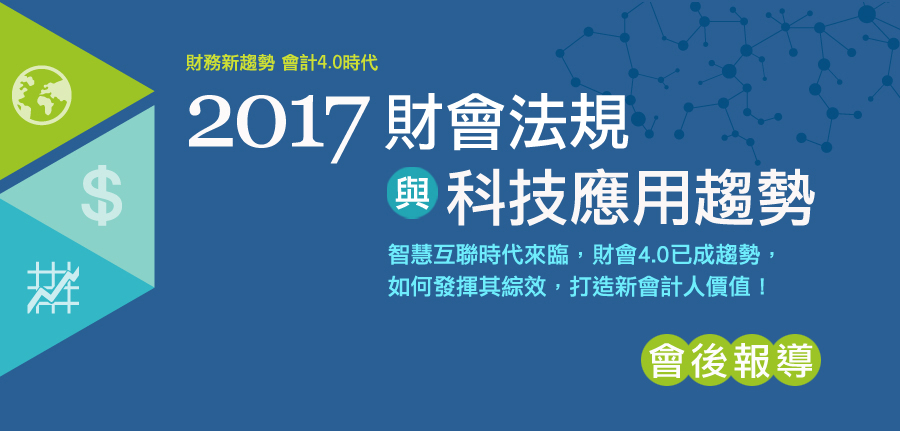 財務新趨勢 會計4.0時代
2017 財會法規
與 科技應用趨勢
智慧互聯時代來臨，財會4.0已成趨勢，
如何發揮其綜效，打造新會計人價值！
會後報導
$